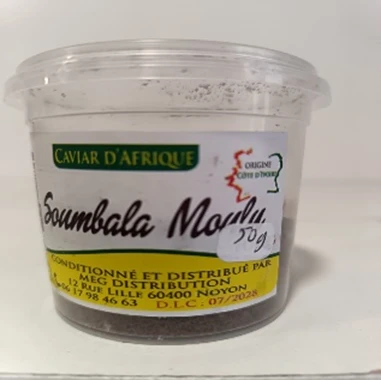 CAVIAR D'AFRIQUE
ORIGINE
CÔTE D'IVOIRE
Soumbala Moulu
50g
CONDITIONNÉ ET DISTRIBUÉ PAR
MEG DISTRIBUTION
12 RUE LILLE 60400 NOYON
06 17 98 46 63 D.L.C. 07/2028